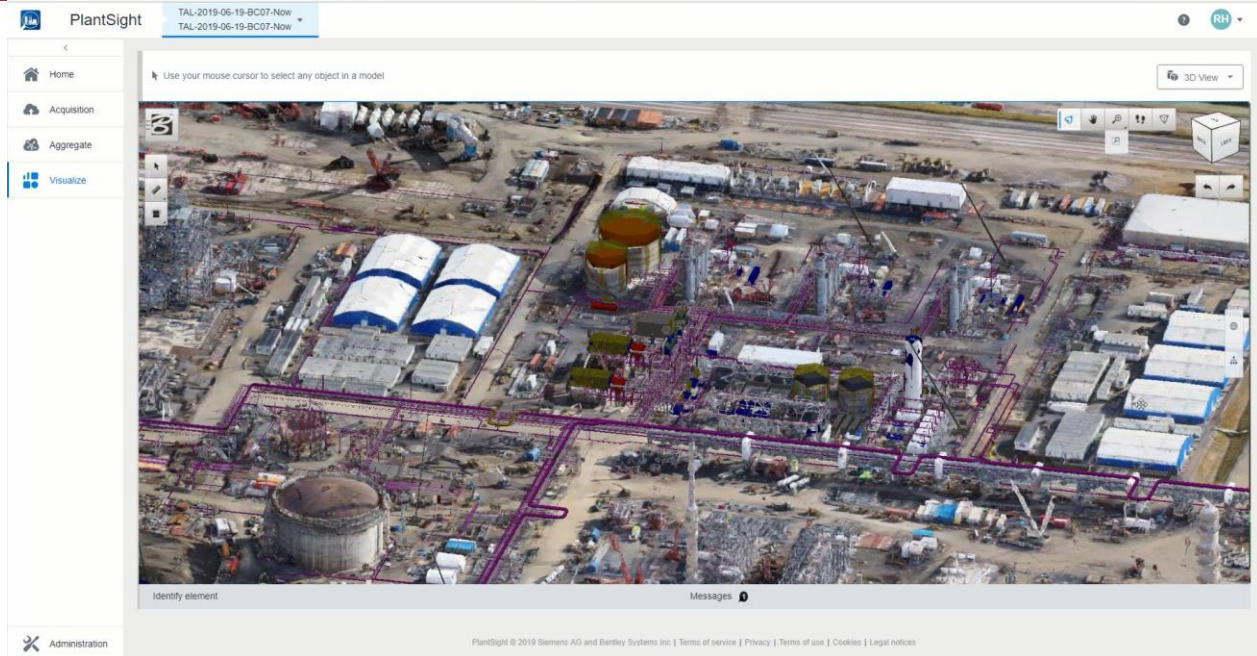 PlantSight
TAL-2019-06-19-BC07-Now
TAL-2019-06-19-BC07-Now
RH
Home
Acquisition
Aggregate
Visualize
Administration
Use your mouse cursor to select any object in a model
3D View
Identify element
Messages
PlantSight © 2019 Siemens AG and Bentley Systems Inc | Terms of service | Privacy | Terms of use | Cookies | Legal notices